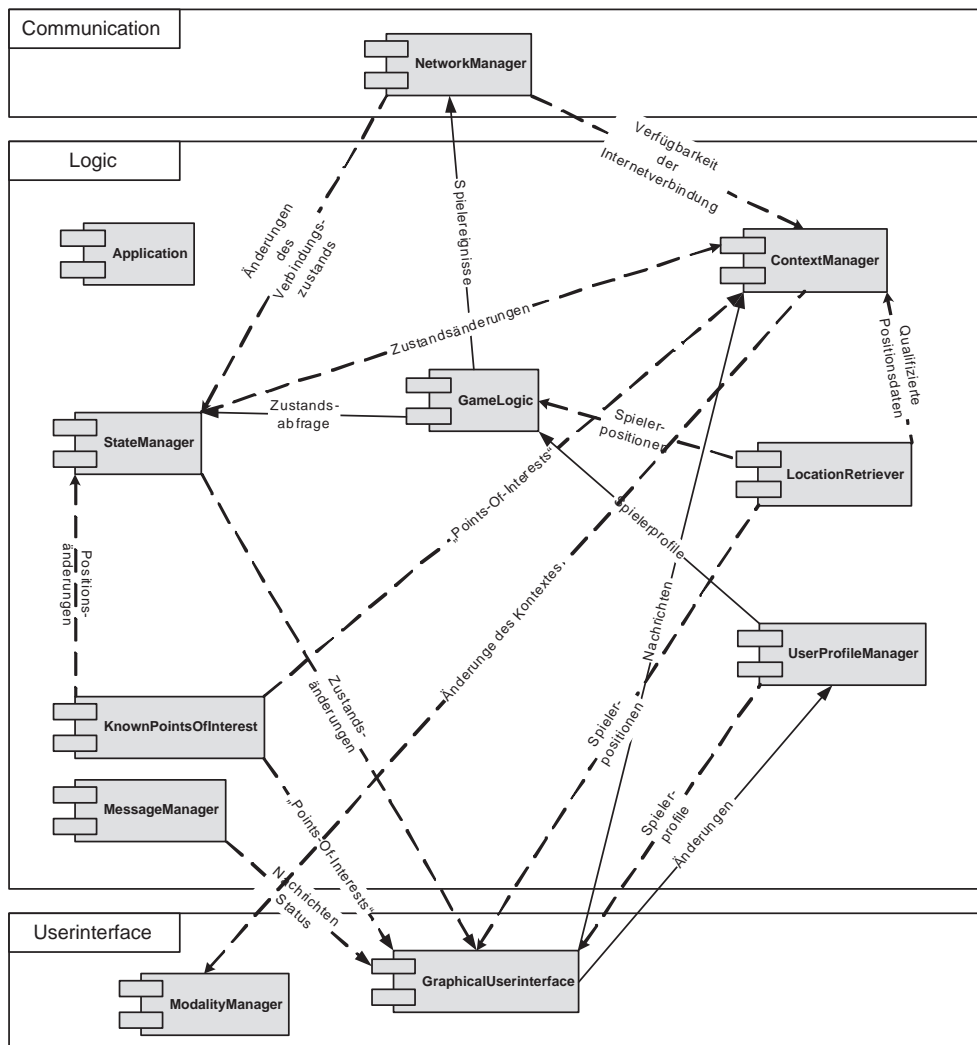 Communication
NetworkManager
Verfügbarkeit
der
Internetverbindung
Logic
Spielereignisse
Änderungen
des
Verbindungs-
zustands
Application
ContextManager
Zustandsänderungen
Qualifizierte
Positionsdaten
GameLogic
Zustands-
abfrage
Spieler-
positionen
StateManager
LocationRetriever
„Points-Of-Interests“
Spielerprofile
Positions-
änderungen
Nachrichten
Änderunge des Kontextes,
UserProfileManager
KnownPointsOfInterest
Zustands-
änderungen
Spieler-
positionen
MessageManager
„Points-Of-Interests“
Spieler-
profile
Änderungen
Nachrichten
Status
Userinterface
GraphicalUserinterface
ModalityManager